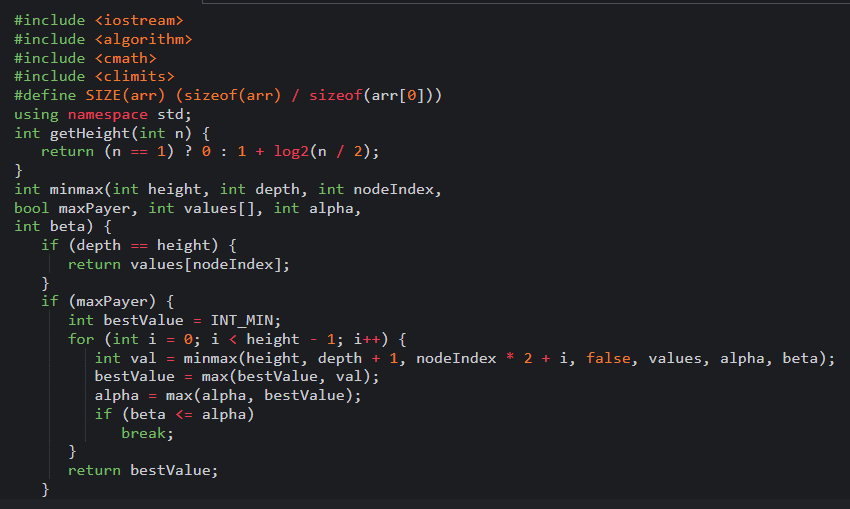 #include <iostream>
#include <algorithm>
#include <cmath>
#include <climits>
#define SIZE(arr) (sizeof(arr) / sizeof(arr[0]))
using namespace std;
int getHeight(int n) {
   return (n == 1) ? 0 : 1 + log2(n / 2);
}
int minmax(int height, int depth, int nodeIndex,
bool maxPayer, int values[], int alpha,
int beta) {
   if (depth == height) {
      return values[nodeIndex];
   }
   if (maxPayer) {
      int bestValue = INT_MIN;
      for (int i = 0; i < height - 1; i++) {
         int val = minmax(height, depth + 1, nodeIndex * 2 + i, false, values, alpha, beta);
         bestValue = max(bestValue, val);
         alpha = max(alpha, bestValue);
         if (beta <= alpha)
            break;
      }
      return bestValue;
   }